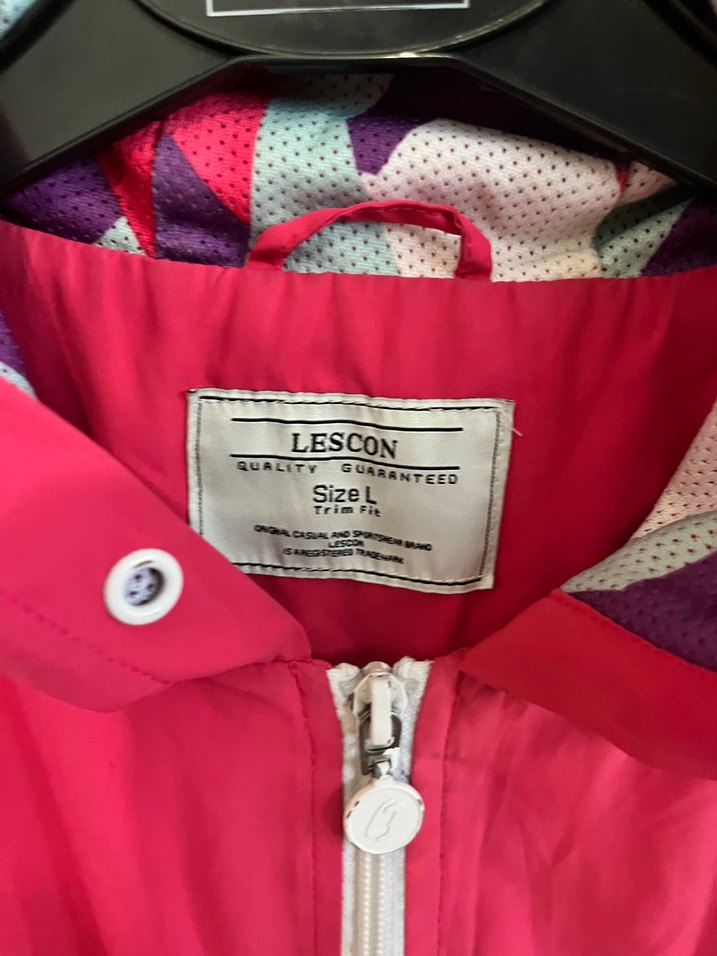 LESCON
QUALITY GUARANTEED
Size L
Trim Fit
ORIGINAL CASUAL AND SPORTSWEAR BRAND
LESCON
IS A REGISTERED TRADEMARK